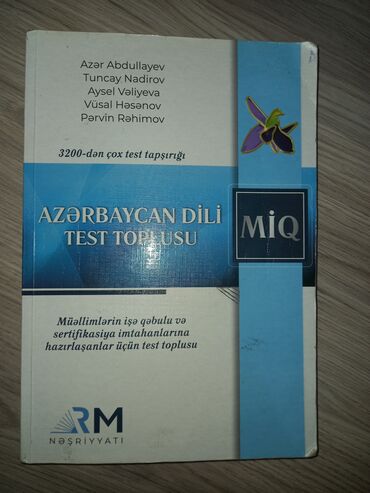 Azər Abdullayev
Tuncay Nadirov
Aysel Vəliyeva
Vüsal Həsənov
Pərvin Rəhimov
3200-dən çox test tapşırığı
AZƏRBAYCAN DİLİ
TEST TOPLUSU
MİQ
Müəllimlərin işə qəbulu və
sertifikasiya imtahanlarına
hazırlaşanlar üçün test toplusu
RM
NƏŞRİYYATI